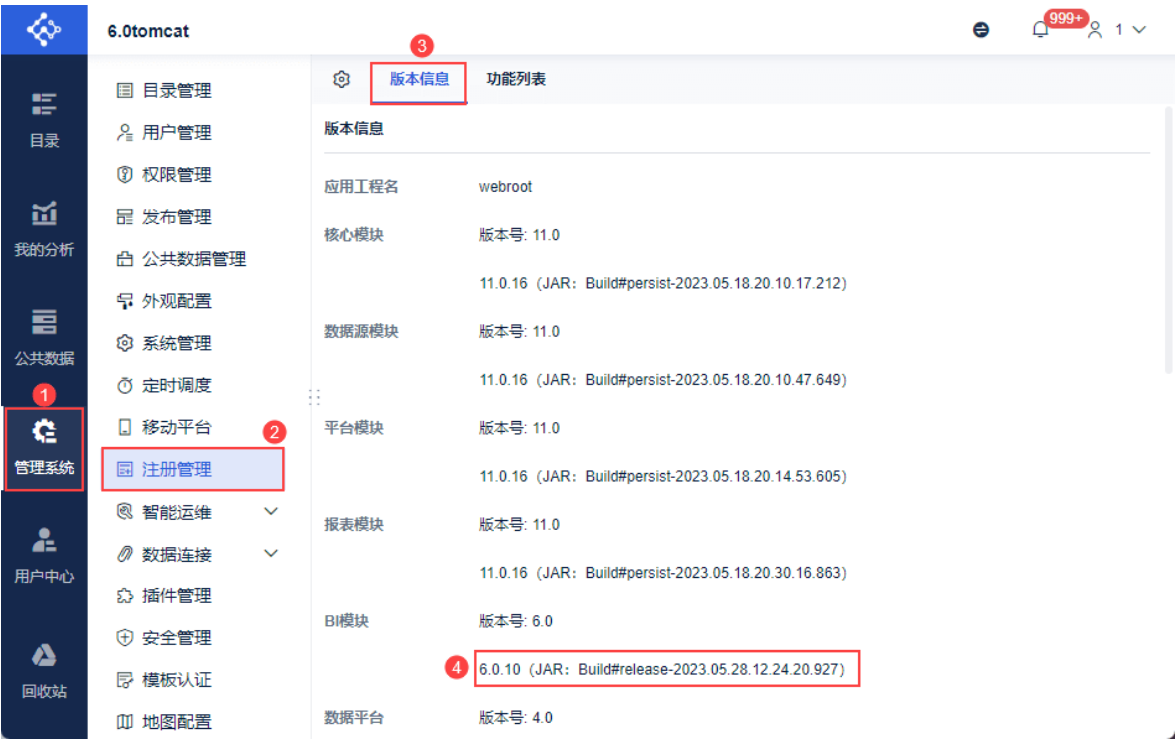 6.0tomcat
999+
1
3
版本信息 功能列表
目录
我的分析
公共数据
1
管理系统
用户中心
回收站
目录管理
用户管理
权限管理
发布管理
公共数据管理
外观配置
系统管理
定时调度
移动平台
2
注册管理
智能运维
数据连接
插件管理
安全管理
模板认证
地图配置
版本信息
应用工程名 webroot
核心模块 版本号: 11.0
11.0.16（JAR：Build#persist-2023.05.18.20.10.17.212）
数据源模块 版本号: 11.0
11.0.16（JAR：Build#persist-2023.05.18.20.10.47.649）
平台模块 版本号: 11.0
11.0.16（JAR：Build#persist-2023.05.18.20.14.53.605）
报表模块 版本号: 11.0
11.0.16（JAR：Build#persist-2023.05.18.20.30.16.863）
BI模块 版本号: 6.0
4 6.0.10（JAR：Build#release-2023.05.28.12.24.20.927）
数据平台 版本号: 4.0